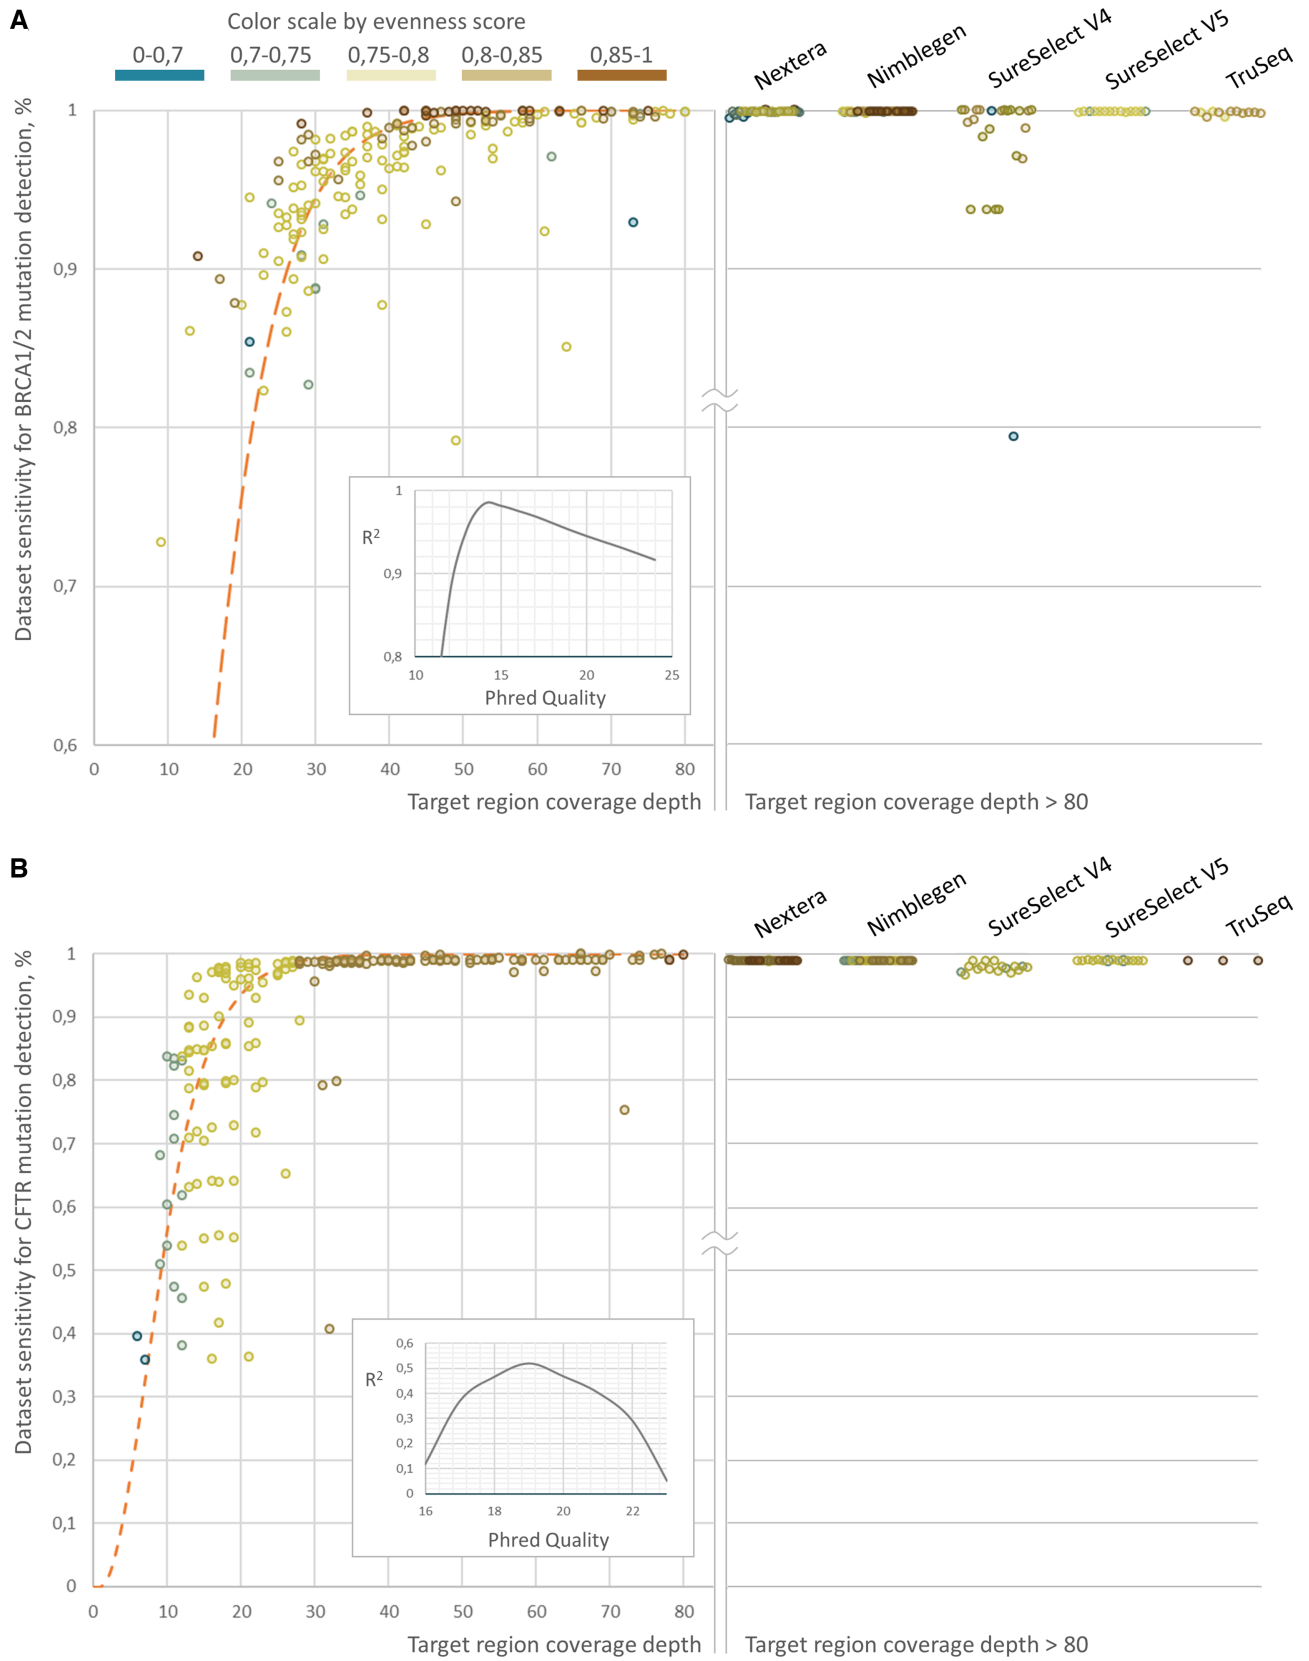 A
Color scale by evenness score
0-0,7 0,7-0,75 0,75-0,8 0,8-0,85 0,85-1
Nextera Nimblegen SureSelect V4 SureSelect V5 TruSeq
Dataset sensitivity for BRCA1/2 mutation detection, %
1
0,9
0,8
0,7
0,6
R²
1
0,9
0,8
10 15 20 25
Phred Quality
0 10 20 30 40 50 60 70 80
Target region coverage depth
Target region coverage depth > 80
B
Nextera Nimblegen SureSelect V4 SureSelect V5 TruSeq
Dataset sensitivity for CFTR mutation detection, %
1
0,9
0,8
0,7
0,6
0,5
0,4
0,3
0,2
0,1
0
R²
0,6
0,5
0,4
0,3
0,2
0,1
0
16 18 20 22
Phred Quality
0 10 20 30 40 50 60 70 80
Target region coverage depth
Target region coverage depth > 80